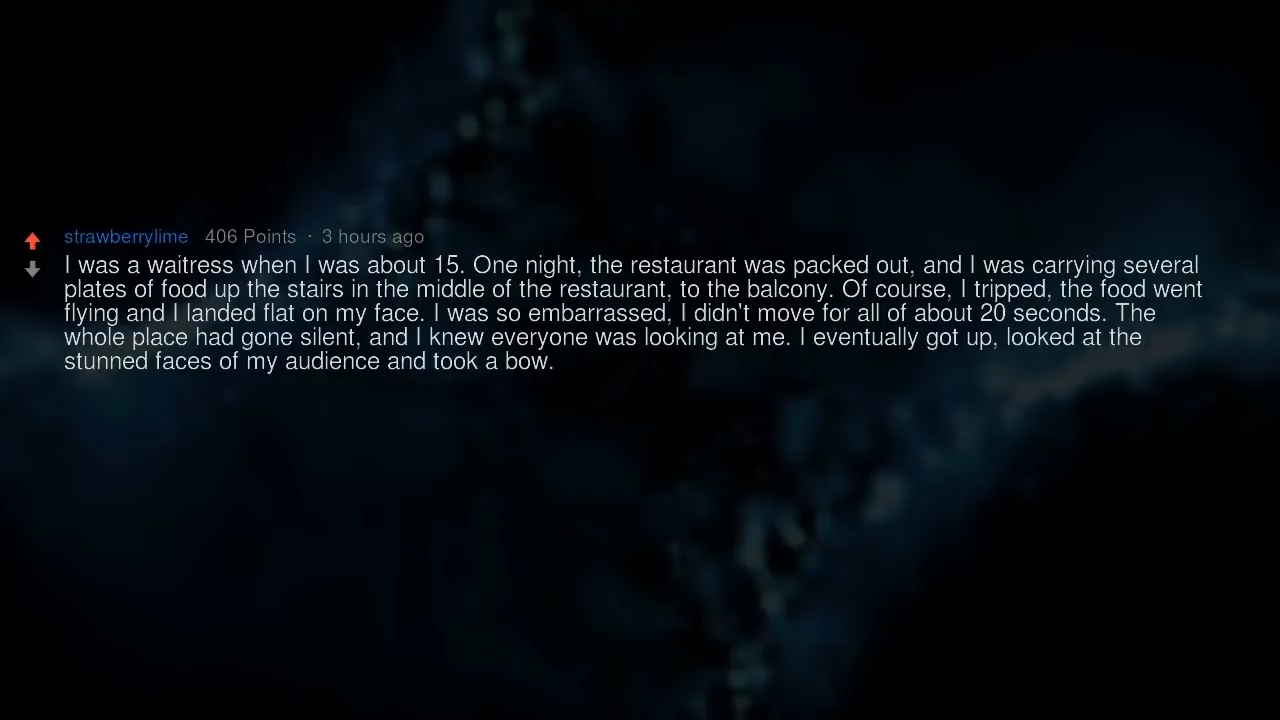 strawberrylime 406 Points · 3 hours ago
I was a waitress when I was about 15. One night, the restaurant was packed out, and I was carrying several
plates of food up the stairs in the middle of the restaurant, to the balcony. Of course, I tripped, the food went
flying and I landed flat on my face. I was so embarrassed, I didn't move for all of about 20 seconds. The
whole place had gone silent, and I knew everyone was looking at me. I eventually got up, looked at the
stunned faces of my audience and took a bow.